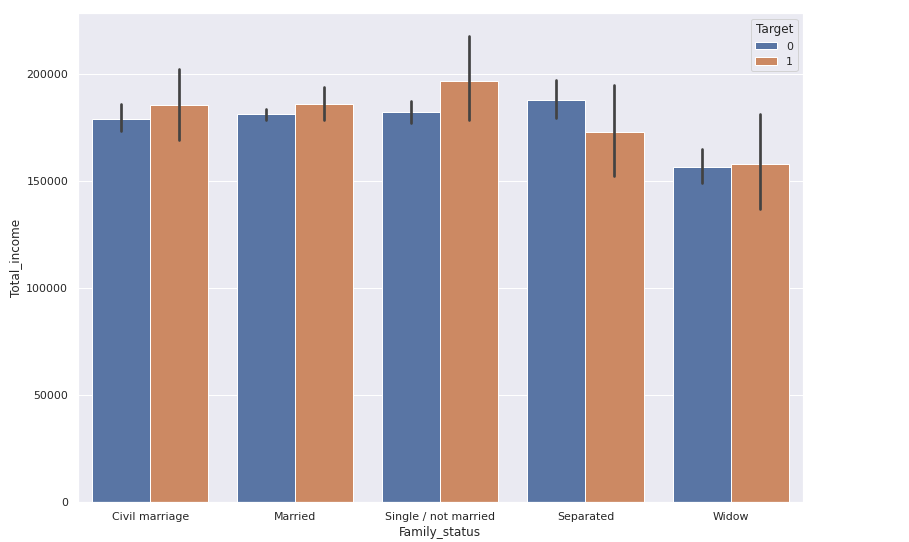 Target
0
1
200000
150000
100000
50000
0
Total_income
Civil marriage
Married
Single / not married
Separated
Widow
Family_status